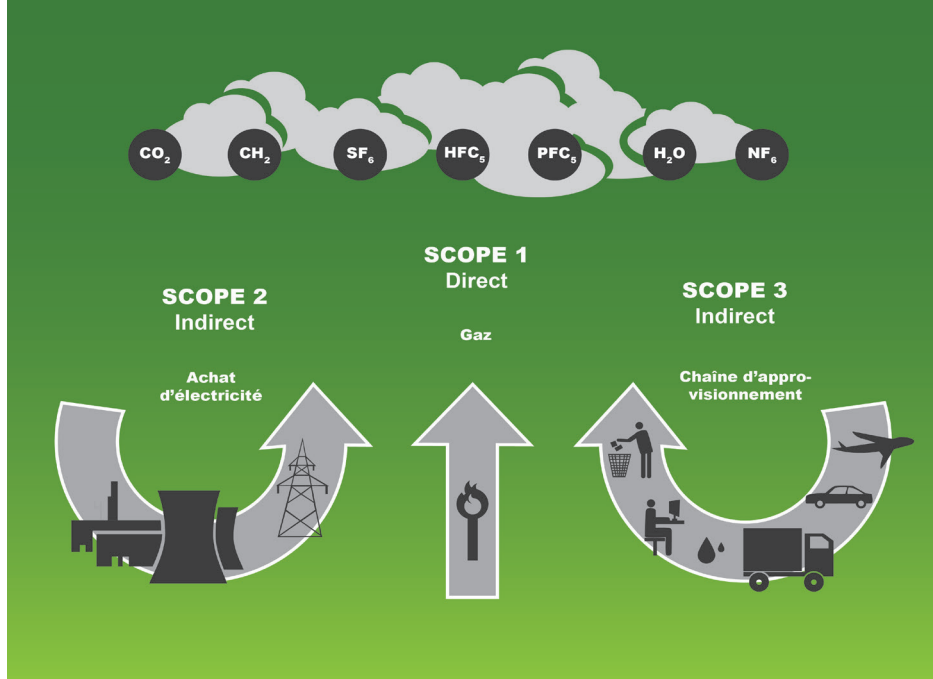 CO₂
CH₂
SF₆
HFC₅
PFC₅
H₂O
NF₆
SCOPE 1
Direct
Gaz
SCOPE 2
Indirect
Achat
d'électricité
SCOPE 3
Indirect
Chaîne d'appro-
visionnement